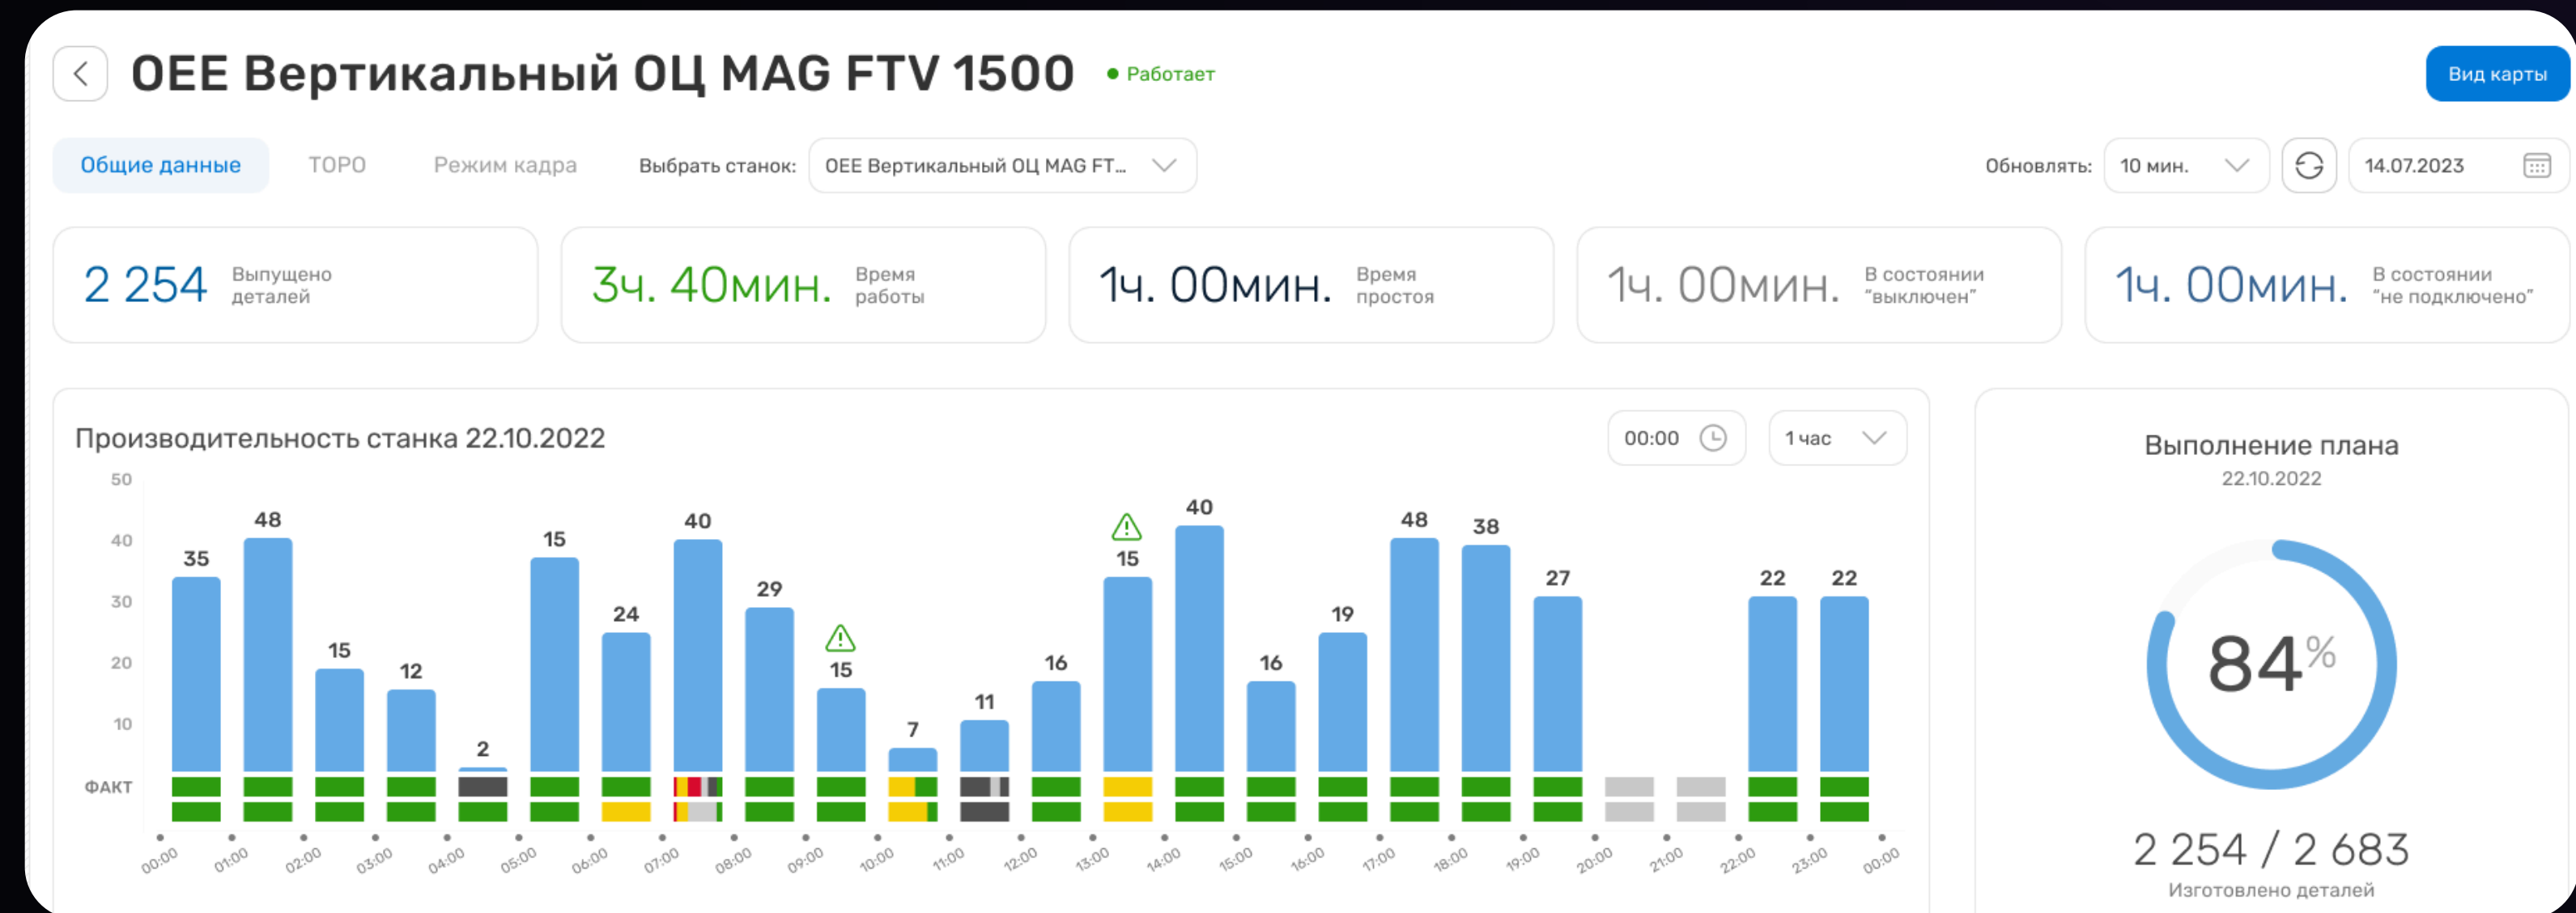 ОЕЕ Вертикальный ОЦ MAG FTV 1500
Работает
Вид карты
Общие данные
ТОРО
Режим кадра
Выбрать станок:
ОЕЕ Вертикальный ОЦ MAG FT...
Обновлять:
10 мин.
14.07.2023
2 254
Выпущено
деталей
3ч. 40мин.
Время
работы
1ч. 00мин.
Время
простоя
1ч. 00мин.
В состоянии
"выключен"
1ч. 00мин.
В состоянии
"не подключено"
Производительность станка 22.10.2022
00:00
1 час
50
40
30
20
10
ФАКТ
35
48
15
12
2
15
24
40
29
15
7
11
16
15
40
16
19
48
38
27
22
22
00:00
01:00
02:00
03:00
04:00
05:00
06:00
07:00
08:00
09:00
10:00
11:00
12:00
13:00
14:00
15:00
16:00
17:00
18:00
19:00
20:00
21:00
22:00
23:00
00:00
Выполнение плана
22.10.2022
84%
2 254 / 2 683
Изготовлено деталей